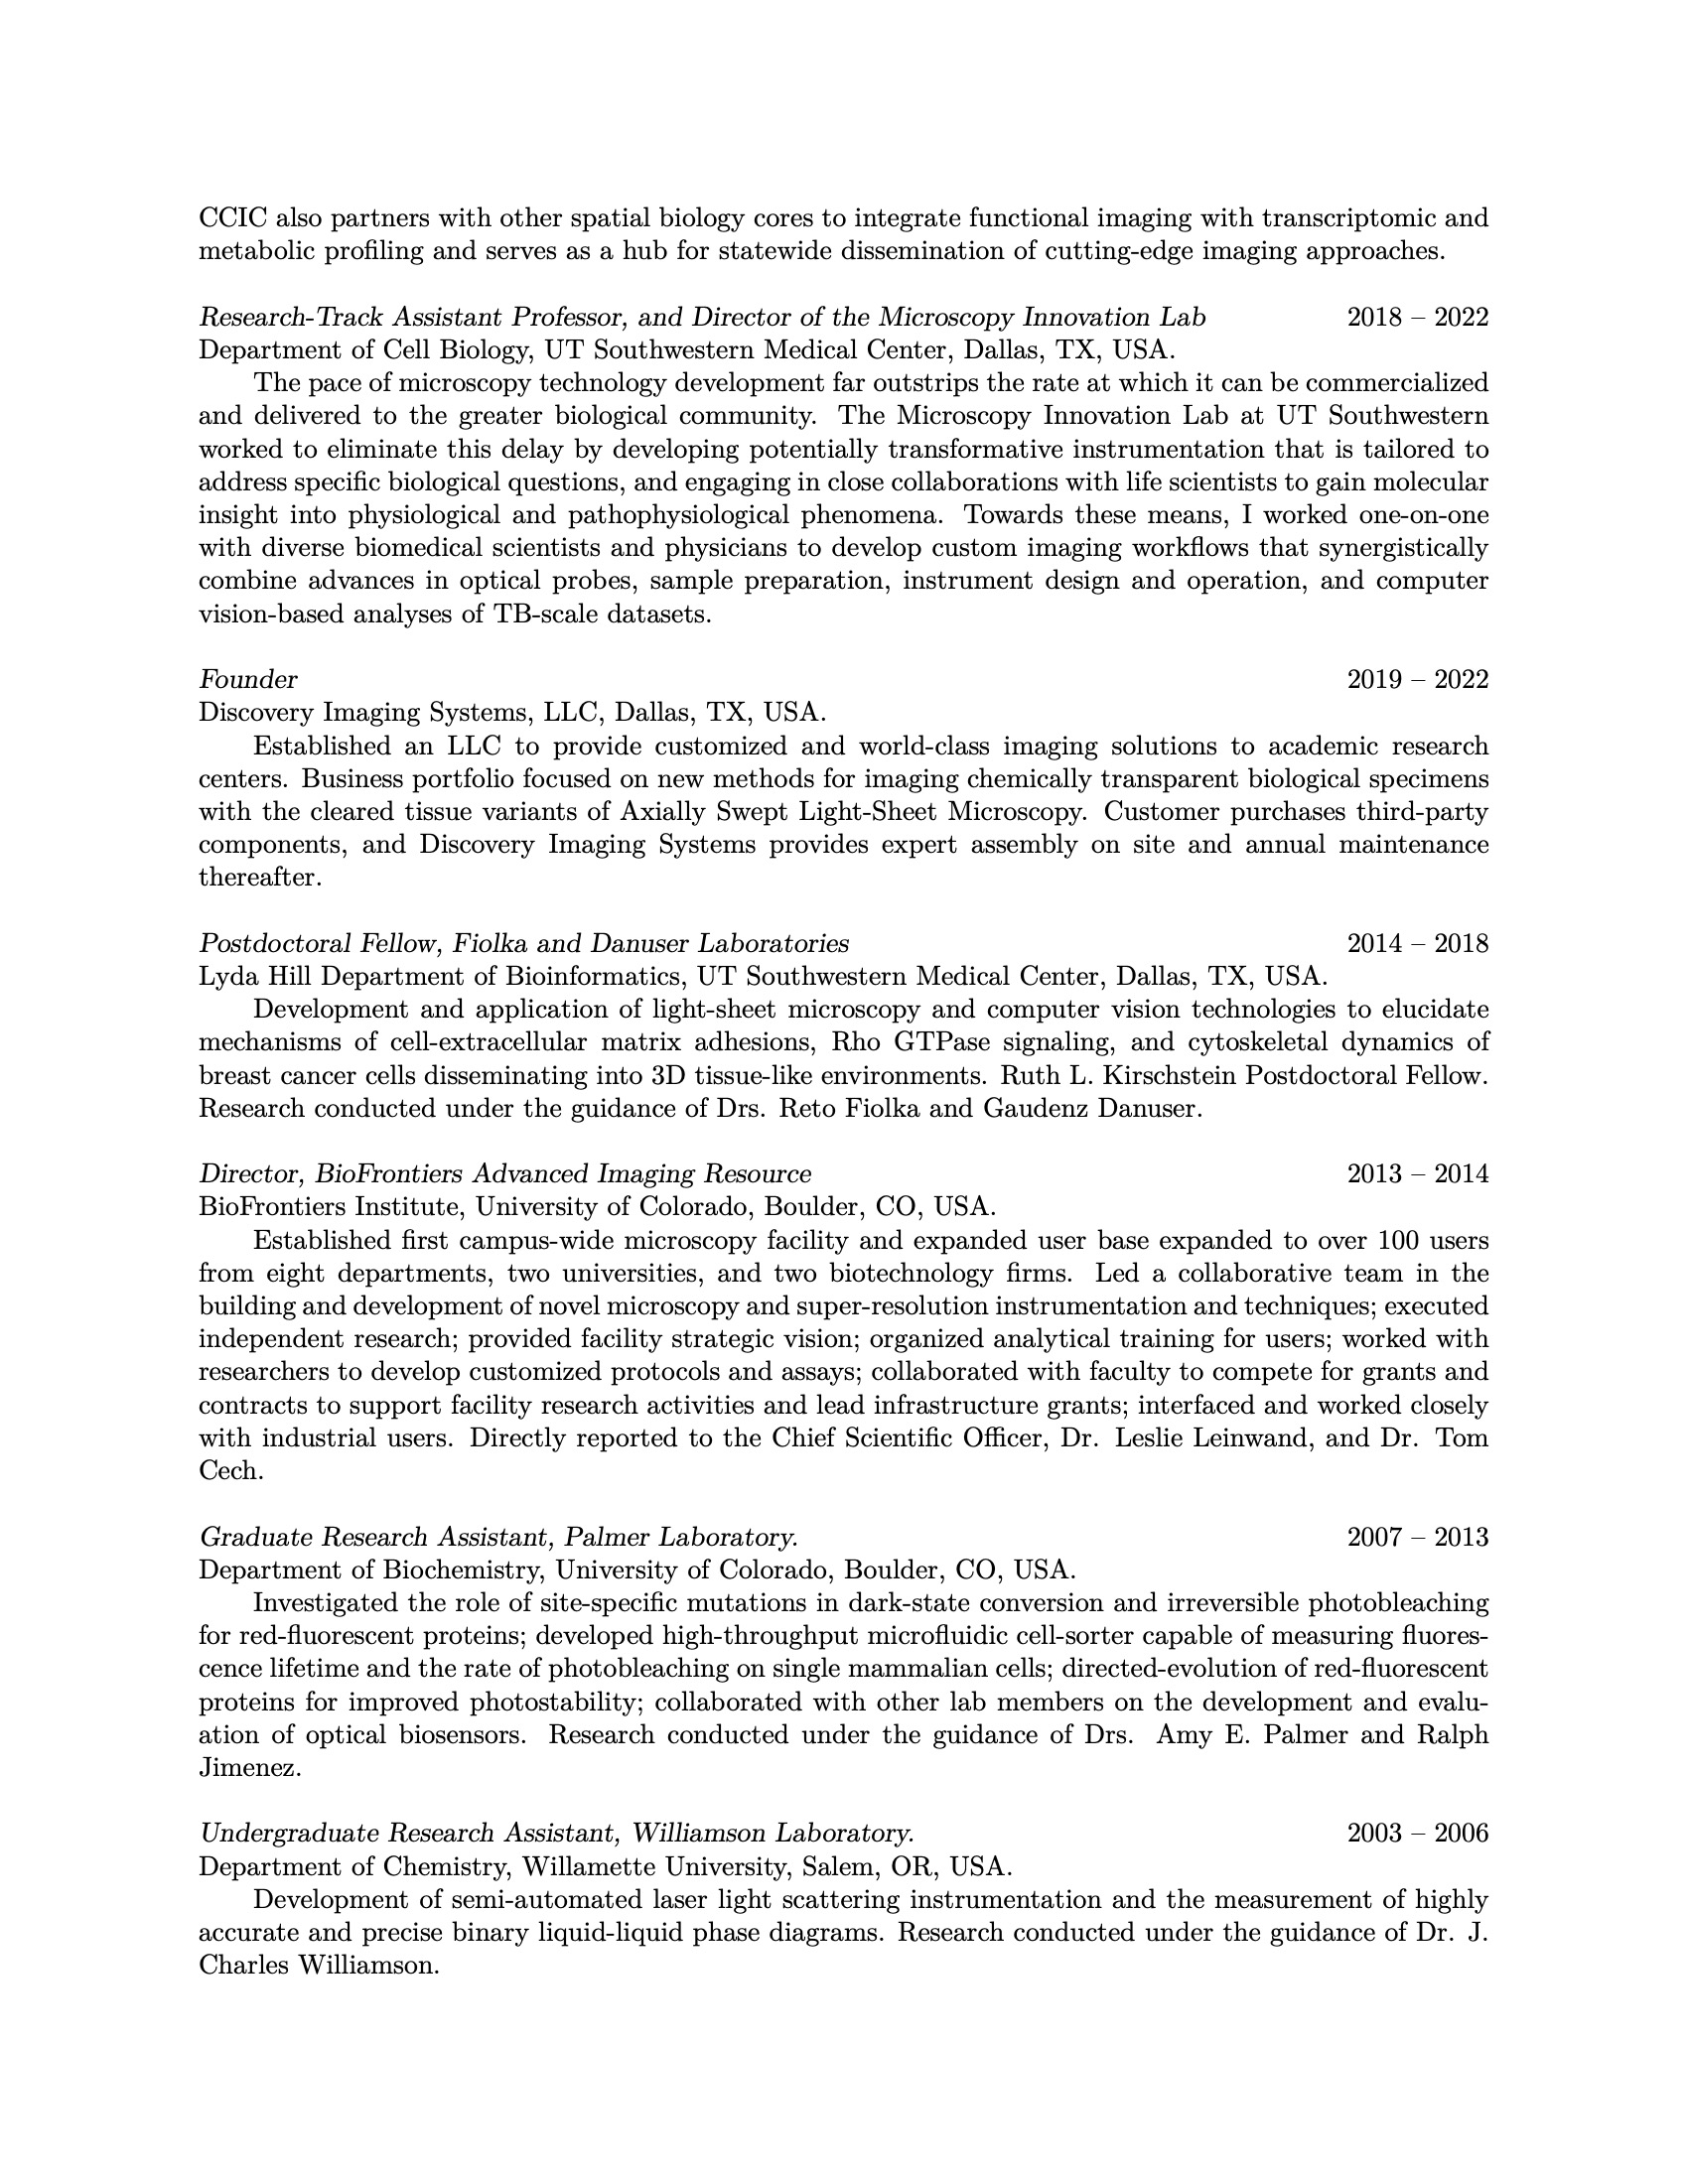 CCIC also partners with other spatial biology cores to integrate functional imaging with transcriptomic and
metabolic profiling and serves as a hub for statewide dissemination of cutting-edge imaging approaches.
Research-Track Assistant Professor, and Director of the Microscopy Innovation Lab 2018 – 2022
Department of Cell Biology, UT Southwestern Medical Center, Dallas, TX, USA.
The pace of microscopy technology development far outstrips the rate at which it can be commercialized
and delivered to the greater biological community. The Microscopy Innovation Lab at UT Southwestern
worked to eliminate this delay by developing potentially transformative instrumentation that is tailored to
address specific biological questions, and engaging in close collaborations with life scientists to gain molecular
insight into physiological and pathophysiological phenomena. Towards these means, I worked one-on-one
with diverse biomedical scientists and physicians to develop custom imaging workflows that synergistically
combine advances in optical probes, sample preparation, instrument design and operation, and computer
vision-based analyses of TB-scale datasets.
Founder 2019 – 2022
Discovery Imaging Systems, LLC, Dallas, TX, USA.
Established an LLC to provide customized and world-class imaging solutions to academic research
centers. Business portfolio focused on new methods for imaging chemically transparent biological specimens
with the cleared tissue variants of Axially Swept Light-Sheet Microscopy. Customer purchases third-party
components, and Discovery Imaging Systems provides expert assembly on site and annual maintenance
thereafter.
Postdoctoral Fellow, Fiolka and Danuser Laboratories 2014 – 2018
Lyda Hill Department of Bioinformatics, UT Southwestern Medical Center, Dallas, TX, USA.
Development and application of light-sheet microscopy and computer vision technologies to elucidate
mechanisms of cell-extracellular matrix adhesions, Rho GTPase signaling, and cytoskeletal dynamics of
breast cancer cells disseminating into 3D tissue-like environments. Ruth L. Kirschstein Postdoctoral Fellow.
Research conducted under the guidance of Drs. Reto Fiolka and Gaudenz Danuser.
Director, BioFrontiers Advanced Imaging Resource 2013 – 2014
BioFrontiers Institute, University of Colorado, Boulder, CO, USA.
Established first campus-wide microscopy facility and expanded user base expanded to over 100 users
from eight departments, two universities, and two biotechnology firms. Led a collaborative team in the
building and development of novel microscopy and super-resolution instrumentation and techniques; executed
independent research; provided facility strategic vision; organized analytical training for users; worked with
researchers to develop customized protocols and assays; collaborated with faculty to compete for grants and
contracts to support facility research activities and lead infrastructure grants; interfaced and worked closely
with industrial users. Directly reported to the Chief Scientific Officer, Dr. Leslie Leinwand, and Dr. Tom
Cech.
Graduate Research Assistant, Palmer Laboratory. 2007 – 2013
Department of Biochemistry, University of Colorado, Boulder, CO, USA.
Investigated the role of site-specific mutations in dark-state conversion and irreversible photobleaching
for red-fluorescent proteins; developed high-throughput microfluidic cell-sorter capable of measuring fluores-
cence lifetime and the rate of photobleaching on single mammalian cells; directed-evolution of red-fluorescent
proteins for improved photostability; collaborated with other lab members on the development and evalu-
ation of optical biosensors. Research conducted under the guidance of Drs. Amy E. Palmer and Ralph
Jimenez.
Undergraduate Research Assistant, Williamson Laboratory. 2003 – 2006
Department of Chemistry, Willamette University, Salem, OR, USA.
Development of semi-automated laser light scattering instrumentation and the measurement of highly
accurate and precise binary liquid-liquid phase diagrams. Research conducted under the guidance of Dr. J.
Charles Williamson.